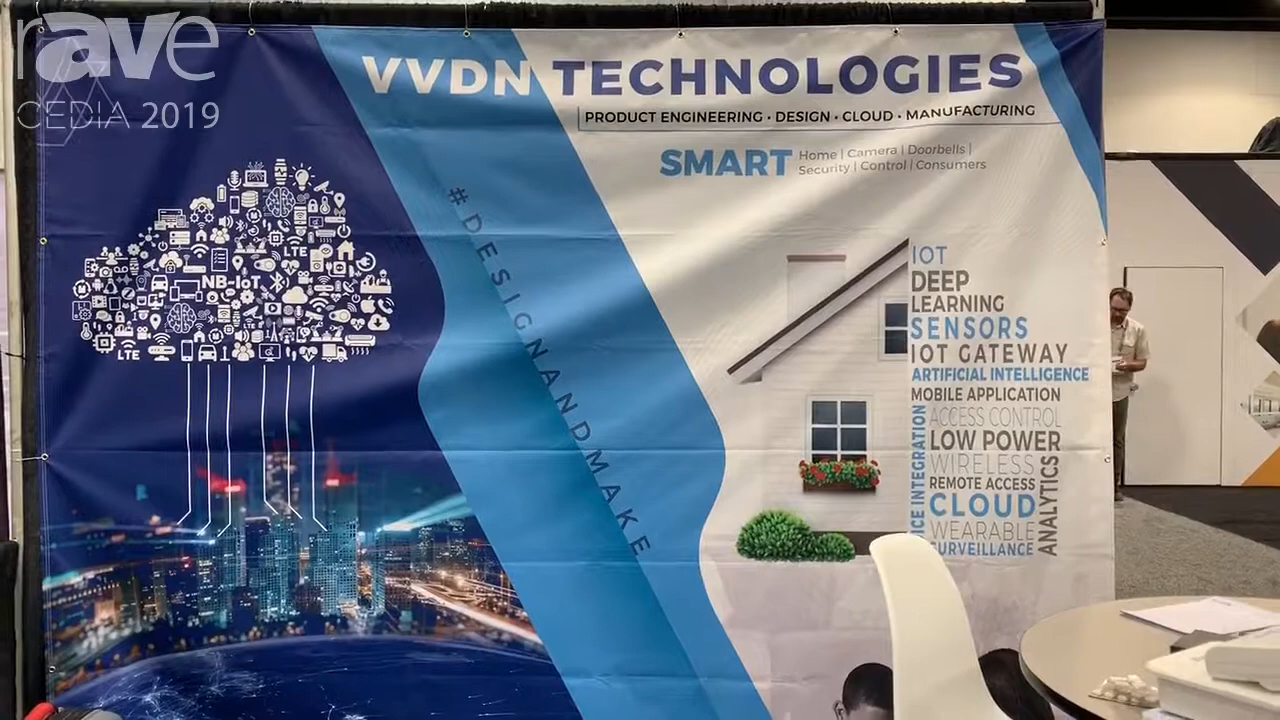 rave
CEDIA 2019
VVDN TECHNOLOGIES
PRODUCT ENGINEERING · DESIGN · CLOUD · MANUFACTURING
SMART
Home | Camera | Doorbells |
Security | Control | Consumers
#DESIGNANDMAKE
LTE
NB-IoT
LTE
IOT
DEEP
LEARNING
SENSORS
IOT GATEWAY
ARTIFICIAL INTELLIGENCE
MOBILE APPLICATION
ACCESS CONTROL
LOW POWER
WIRELESS
REMOTE ACCESS
CLOUD
WEARABLE
INTEGRATION
ANALYTICS